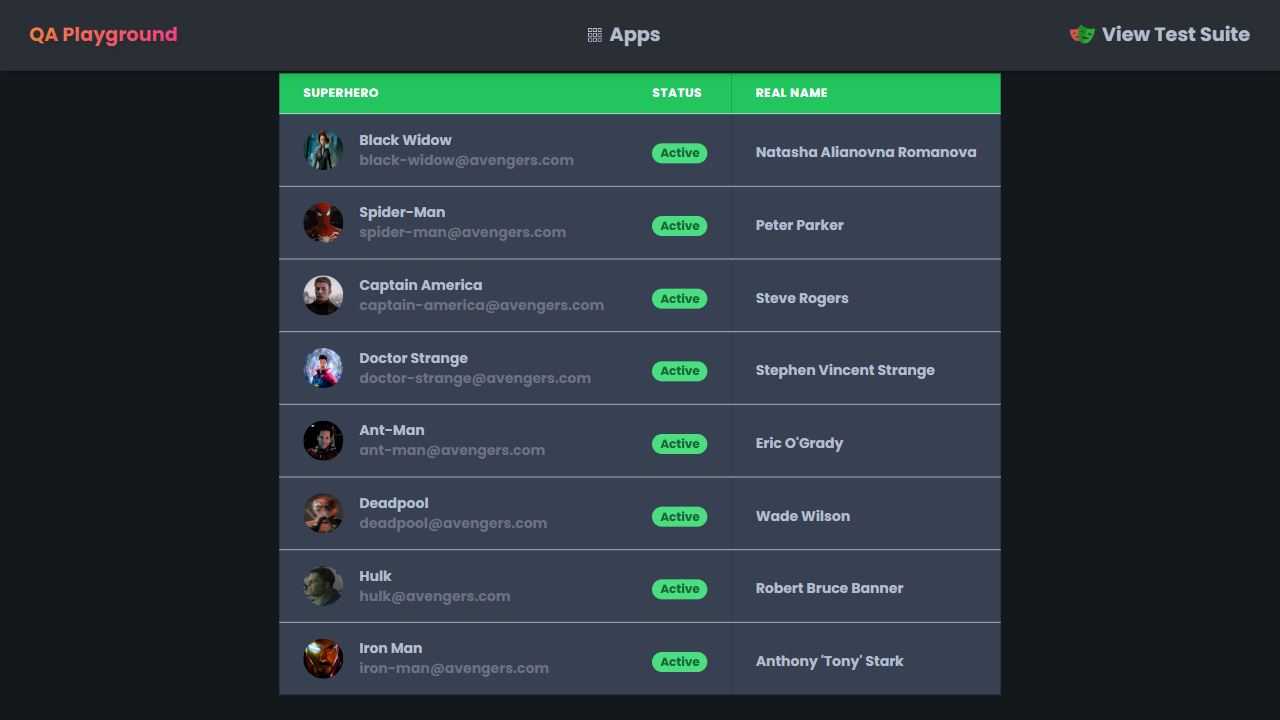 QA Playground
Apps
View Test Suite
SUPERHERO STATUS REAL NAME
Black Widow
black-widow@avengers.com
Active
Natasha Alianovna Romanova
Spider-Man
spider-man@avengers.com
Active
Peter Parker
Captain America
captain-america@avengers.com
Active
Steve Rogers
Doctor Strange
doctor-strange@avengers.com
Active
Stephen Vincent Strange
Ant-Man
ant-man@avengers.com
Active
Eric O'Grady
Deadpool
deadpool@avengers.com
Active
Wade Wilson
Hulk
hulk@avengers.com
Active
Robert Bruce Banner
Iron Man
iron-man@avengers.com
Active
Anthony 'Tony' Stark